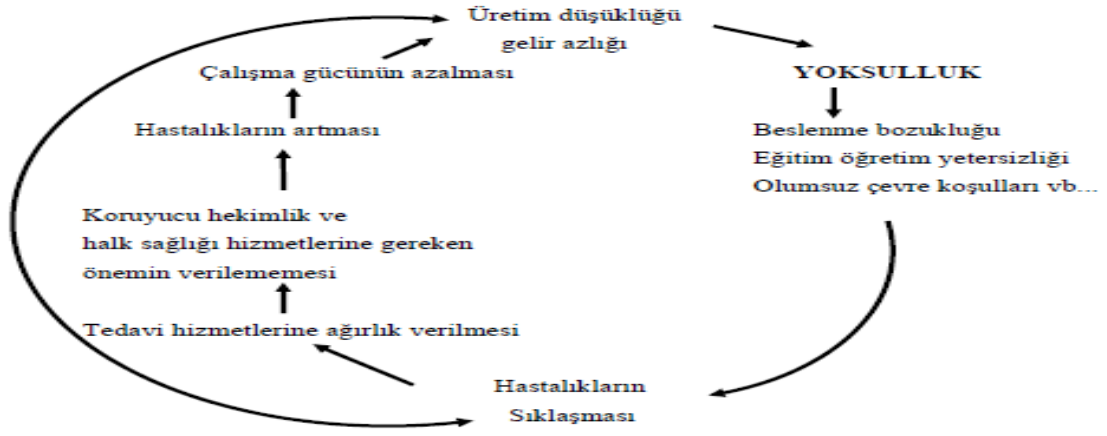 Üretim düşüklüğü
gelir azlığı
YOKSULLUK
Beslenme bozukluğu
Eğitim öğretim yetersizliği
Olumsuz çevre koşulları vb...
Hastalıkların
Sıklaşması
Tedavi hizmetlerine ağırlık verilmesi
Koruyucu hekimlik ve
halk sağlığı hizmetlerine gereken
önemin verilememesi
Hastalıkların artması
Çalışma gücünün azalması